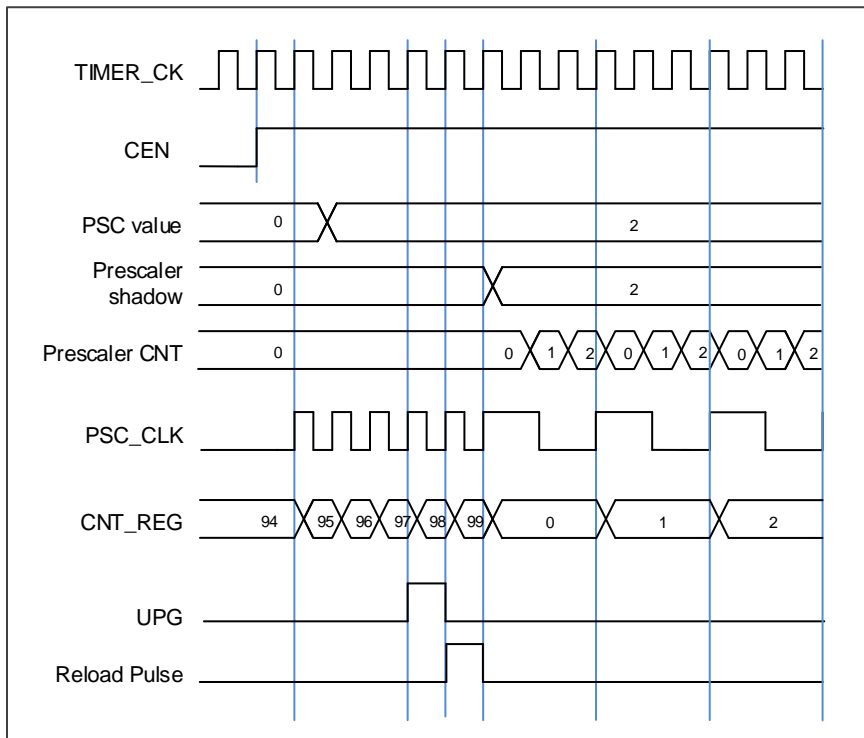 TIMER_CK
CEN
PSC value 0 2
Prescaler
shadow 0 2
Prescaler CNT 0 0 1 2 0 1 2 0 1 2
PSC_CLK
CNT_REG 94 95 96 97 98 99 0 1 2
UPG
Reload Pulse